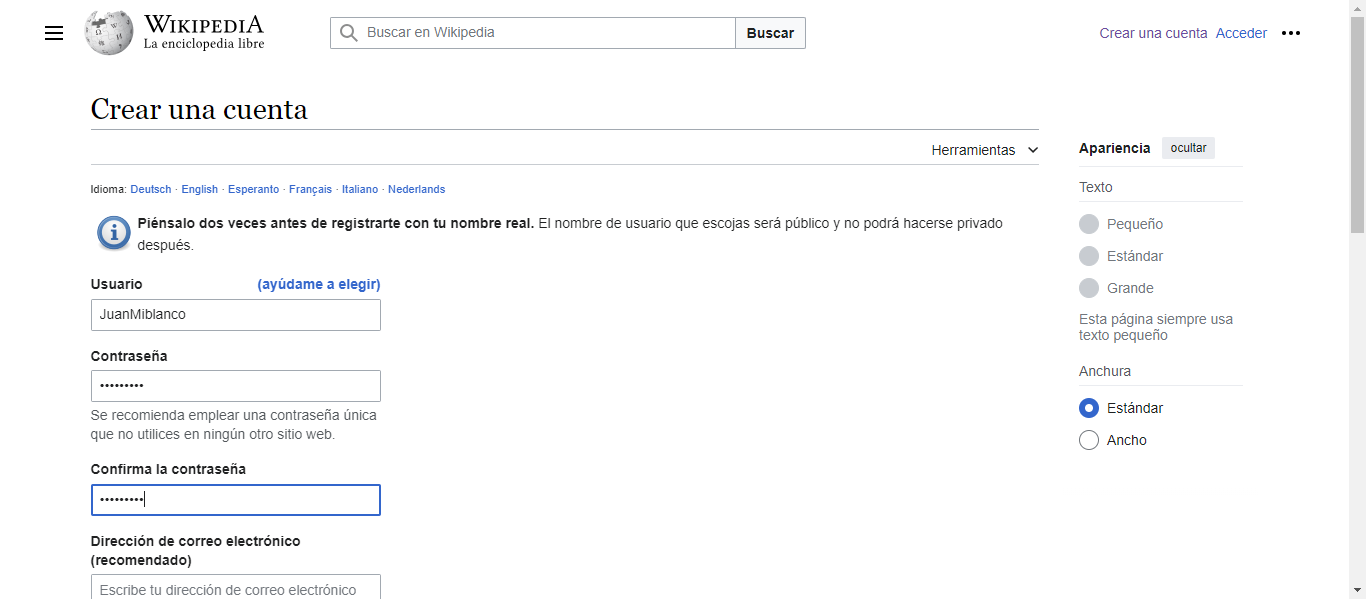 WIKIPEDIA
La enciclopedia libre
Buscar en Wikipedia
Buscar
Crear una cuenta Acceder
Crear una cuenta
Herramientas
Idioma: Deutsch · English · Esperanto · Français · Italiano · Nederlands
Piénsalo dos veces antes de registrarte con tu nombre real. El nombre de usuario que escojas será público y no podrá hacerse privado
después.
Usuario (ayúdame a elegir)
JuanMiblanco
Contraseña
•••••••••
Se recomienda emplear una contraseña única
que no utilices en ningún otro sitio web.
Confirma la contraseña
•••••••••
Dirección de correo electrónico
(recomendado)
Escribe tu dirección de correo electrónico
Apariencia ocultar
Texto
Pequeño
Estándar
Grande
Esta página siempre usa
texto pequeño
Anchura
Estándar
Ancho